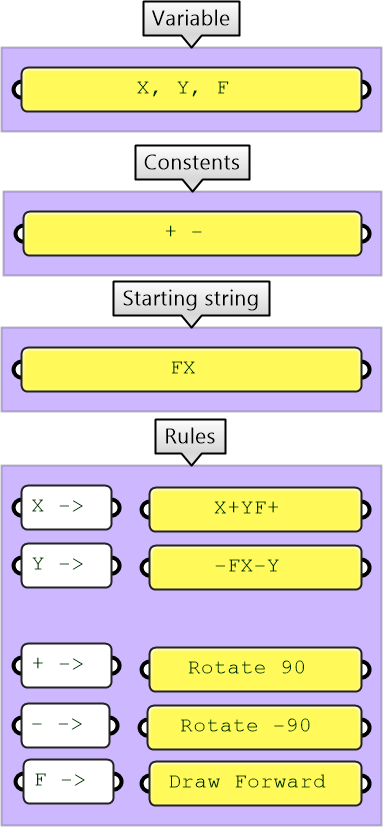 Variable
X, Y, F
Constents
+ -
Starting string
FX
Rules
X -> X+YF+
Y -> -FX-Y
+ -> Rotate 90
- -> Rotate -90
F -> Draw Forward